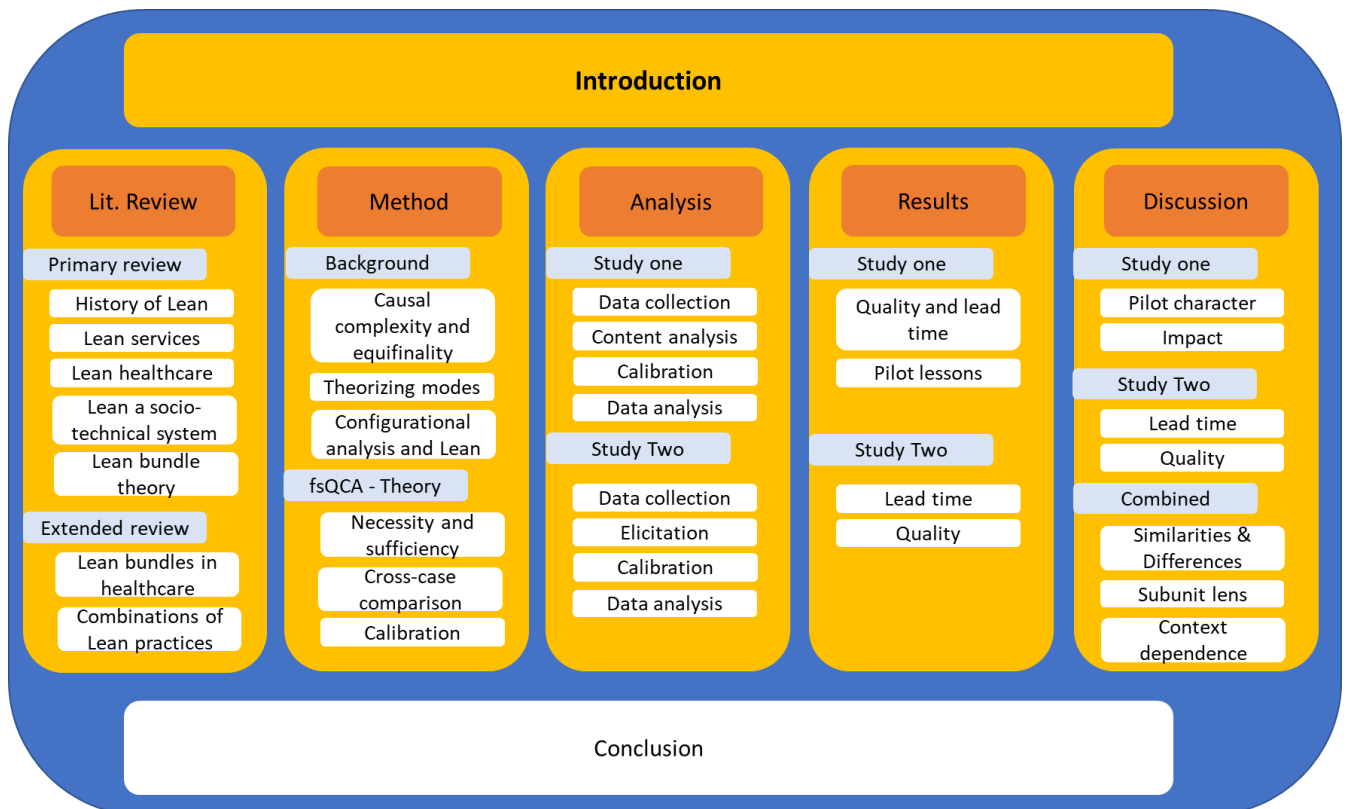 Introduction
Lit. Review
Primary review
History of Lean
Lean services
Lean healthcare
Lean a socio-
technical system
Lean bundle
theory
Extended review
Lean bundles in
healthcare
Combinations of
Lean practices
Method
Background
Causal
complexity and
equifinality
Theorizing modes
Configurational
analysis and Lean
fsQCA - Theory
Necessity and
sufficiency
Cross-case
comparison
Calibration
Analysis
Study one
Data collection
Content analysis
Calibration
Data analysis
Study Two
Data collection
Elicitation
Calibration
Data analysis
Results
Study one
Quality and lead
time
Pilot lessons
Study Two
Lead time
Quality
Discussion
Study one
Pilot character
Impact
Study Two
Lead time
Quality
Combined
Similarities &
Differences
Subunit lens
Context
dependence
Conclusion